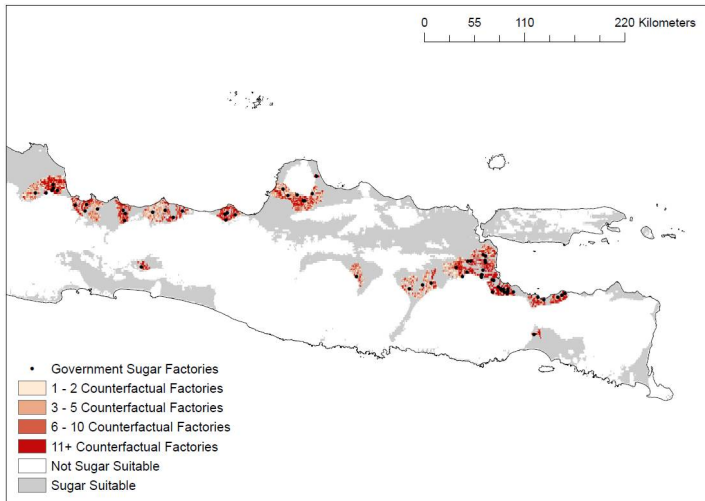 0 55 110 220 Kilometers
Government Sugar Factories
1 - 2 Counterfactual Factories
3 - 5 Counterfactual Factories
6 - 10 Counterfactual Factories
11+ Counterfactual Factories
Not Sugar Suitable
Sugar Suitable